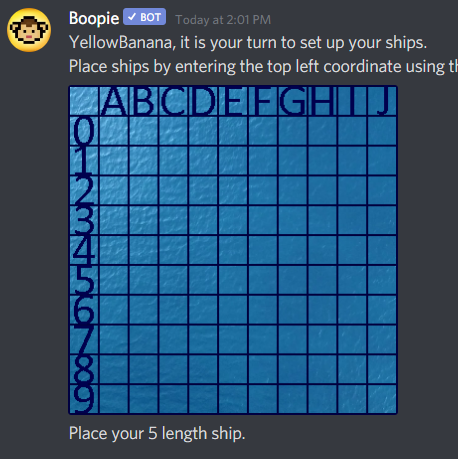 Boopie ✓ BOT Today at 2:01 PM
YellowBanana, it is your turn to set up your ships.
Place ships by entering the top left coordinate using
A B C D E F G H I J
0
1
2
3
4
5
6
7
8
9
Place your 5 length ship.